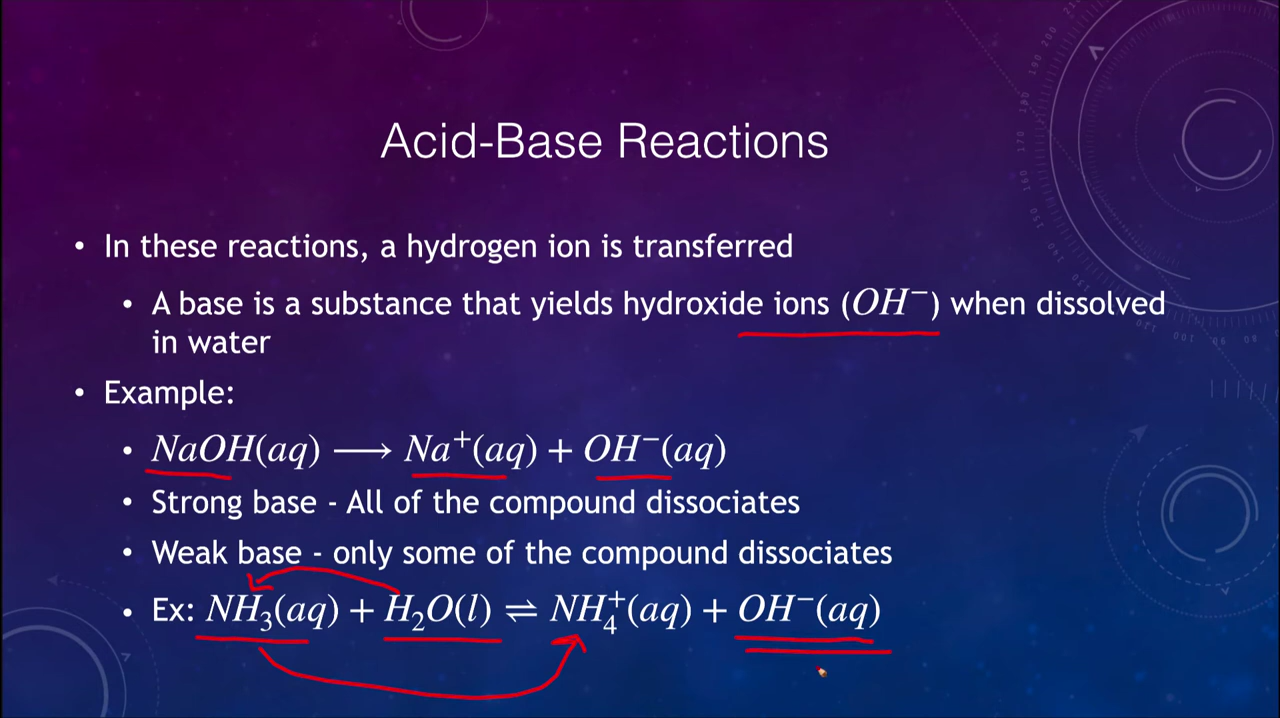 Acid-Base Reactions
• In these reactions, a hydrogen ion is transferred
• A base is a substance that yields hydroxide ions (OH⁻) when dissolved
in water
• Example:
• NaOH(aq) ⟶ Na⁺(aq) + OH⁻(aq)
• Strong base - All of the compound dissociates
• Weak base - only some of the compound dissociates
• Ex: NH₃(aq) + H₂O(l) ⇌ NH₄⁺(aq) + OH⁻(aq)